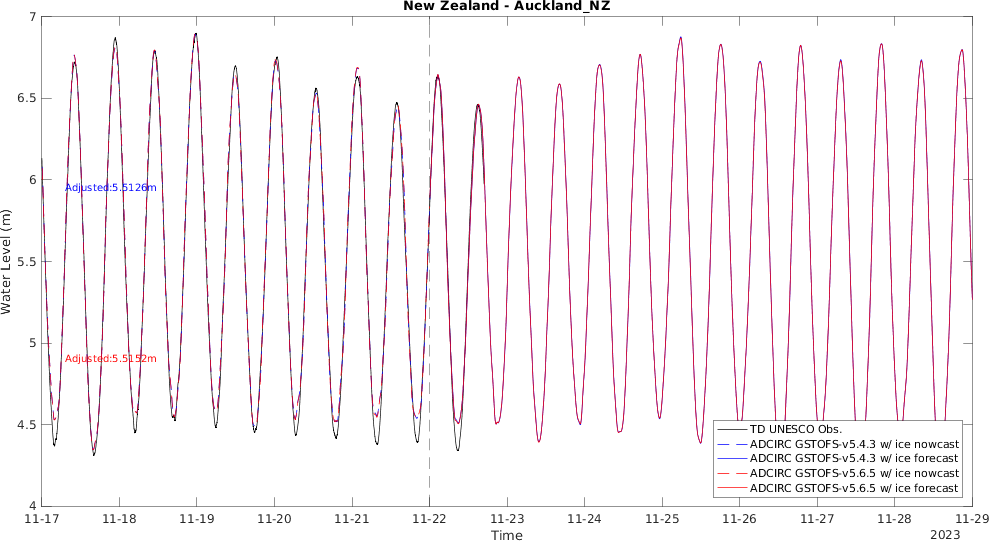 New Zealand - Auckland_NZ
7
6.5
6
5.5
5
4.5
4
Water Level (m)
Adjusted:5.5126m
Adjusted:5.5152m
TD UNESCO Obs.
ADCIRC GSTOFS-v5.4.3 w/ ice nowcast
ADCIRC GSTOFS-v5.4.3 w/ ice forecast
ADCIRC GSTOFS-v5.6.5 w/ ice nowcast
ADCIRC GSTOFS-v5.6.5 w/ ice forecast
11-17 11-18 11-19 11-20 11-21 11-22 11-23 11-24 11-25 11-26 11-27 11-28 11-29
Time
2023